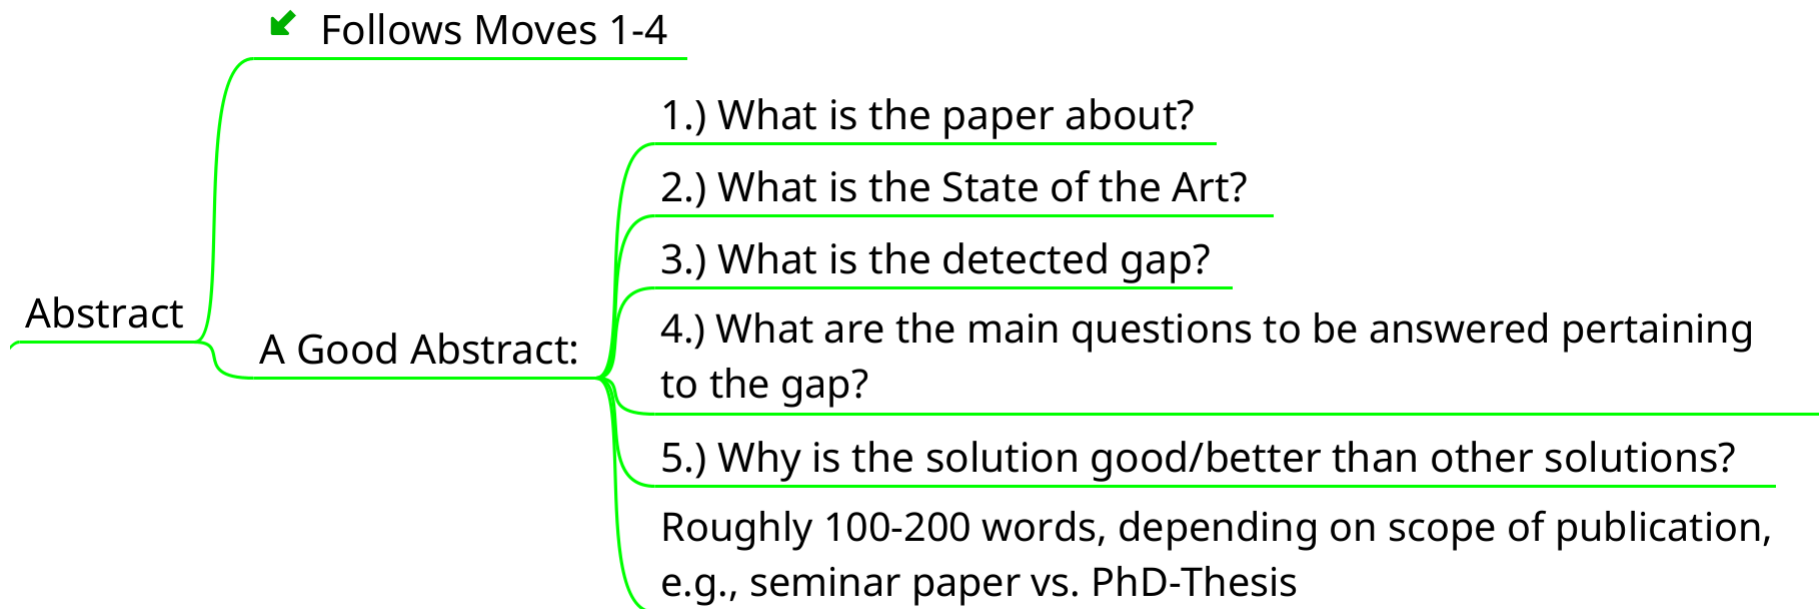 Follows Moves 1-4
1.) What is the paper about?
2.) What is the State of the Art?
3.) What is the detected gap?
Abstract
A Good Abstract:
4.) What are the main questions to be answered pertaining
to the gap?
5.) Why is the solution good/better than other solutions?
Roughly 100-200 words, depending on scope of publication,
e.g., seminar paper vs. PhD-Thesis